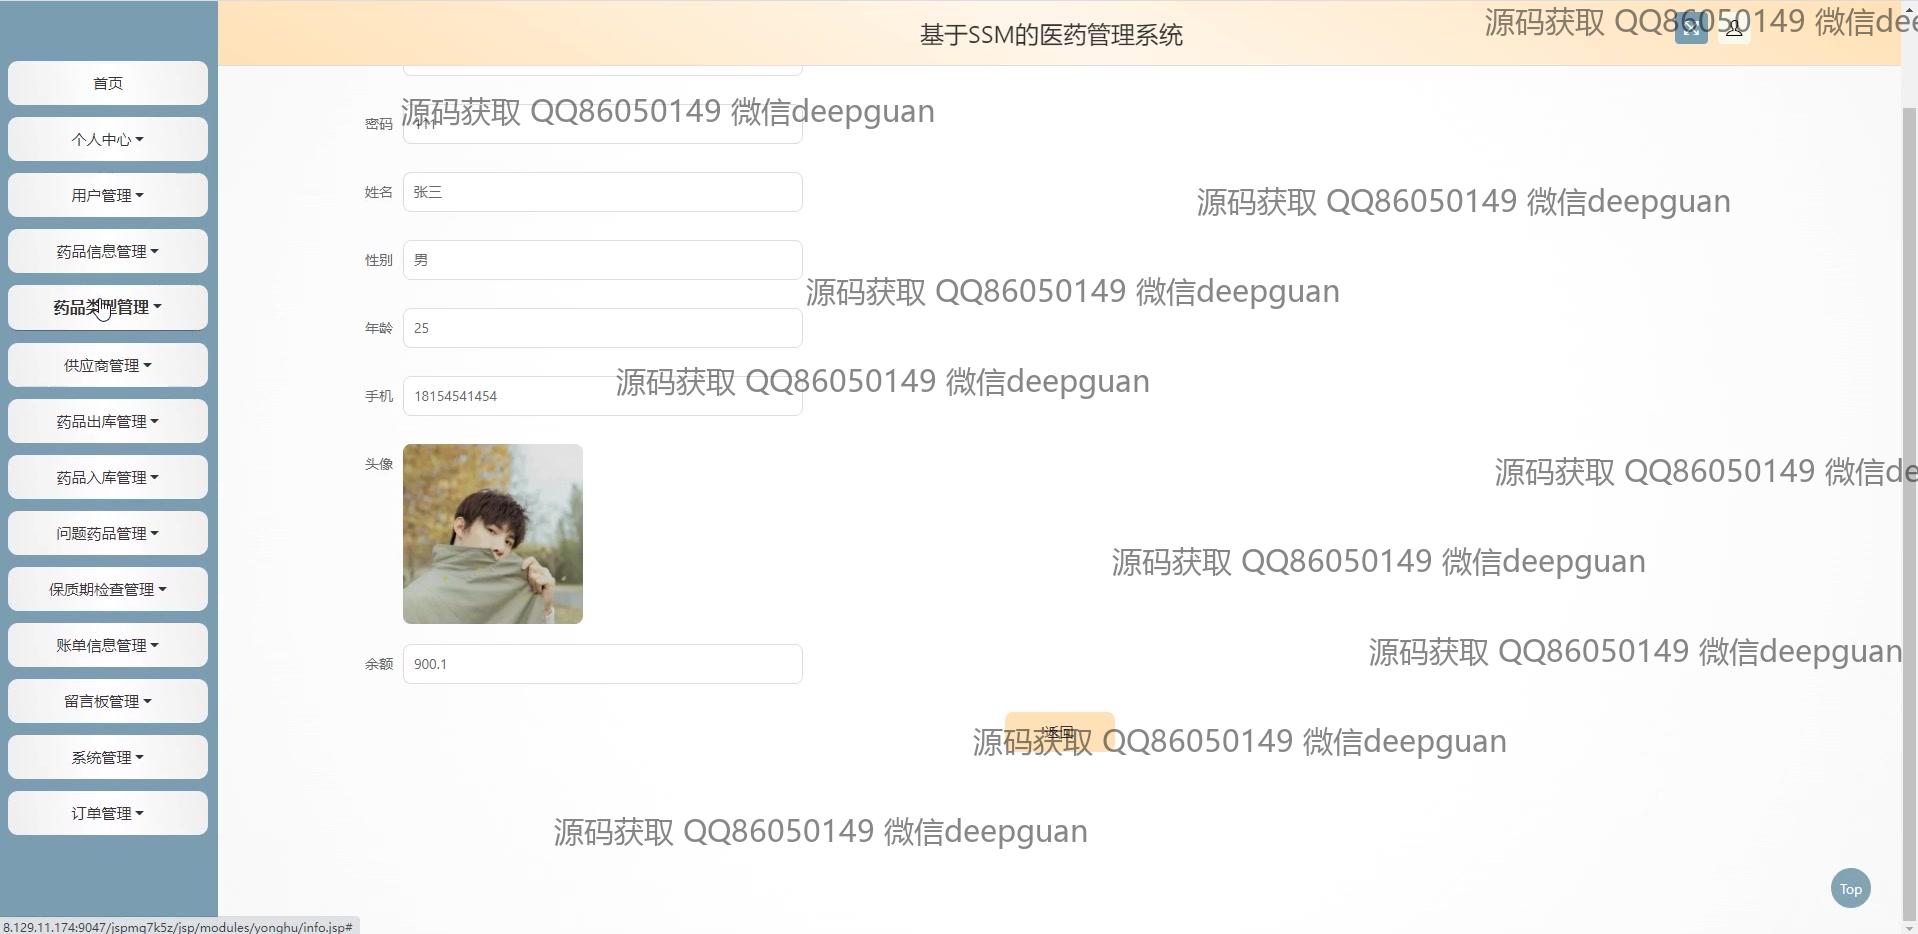 基于SSM的医药管理系统
源码获取 QQ86050149 微信dee
首页
个人中心
用户管理
药品信息管理
药品类型管理
供应商管理
药品出库管理
药品入库管理
问题药品管理
保质期检查管理
账单信息管理
留言板管理
系统管理
订单管理
密码
源码获取 QQ86050149 微信deepguan
姓名 张三
源码获取 QQ86050149 微信deepguan
性别 男
源码获取 QQ86050149 微信deepguan
年龄 25
手机 18154541454
源码获取 QQ86050149 微信deepguan
头像
源码获取 QQ86050149 微信de
源码获取 QQ86050149 微信deepguan
余额 900.1
源码获取 QQ86050149 微信deepguan
返回
源码获取 QQ86050149 微信deepguan
源码获取 QQ86050149 微信deepguan
Top
8.129.11.174:9047/jspmq7k5z/jsp/modules/yonghu/info.jsp#